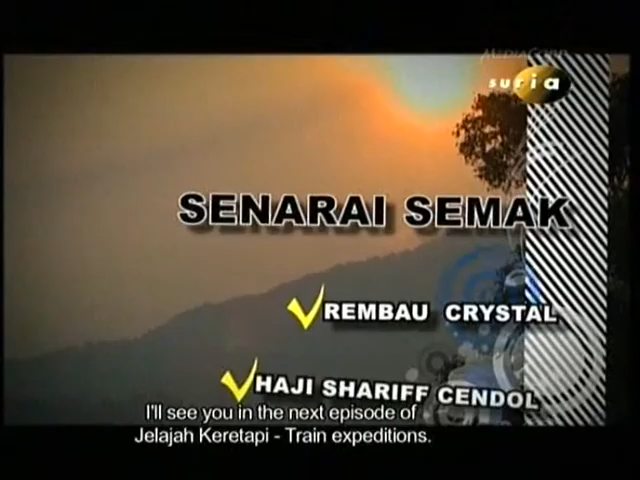 MEDIACORP
suria
SENARAI SEMAK
REMBAU CRYSTAL
HAJI SHARIFF CENDOL
I'll see you in the next episode of
Jelajah Keretapi - Train expeditions.